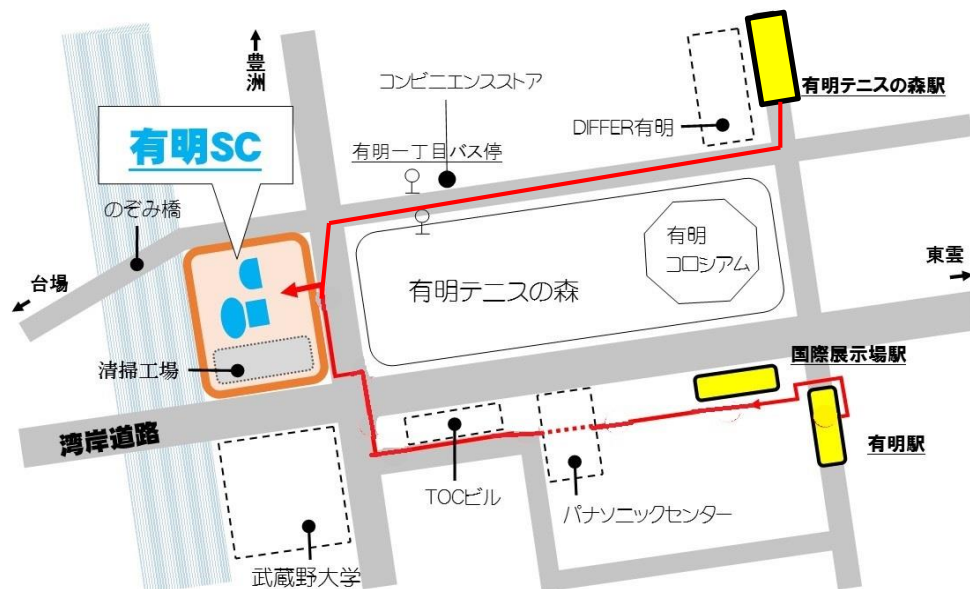 豊洲
コンビニエンスストア
有明テニスの森駅
DIFFER有明
有明SC
有明一丁目バス停
のぞみ橋
有明
コロシアム
東雲
台場
有明テニスの森
清掃工場
国際展示場駅
湾岸道路
有明駅
TOCビル
パナソニックセンター
武蔵野大学